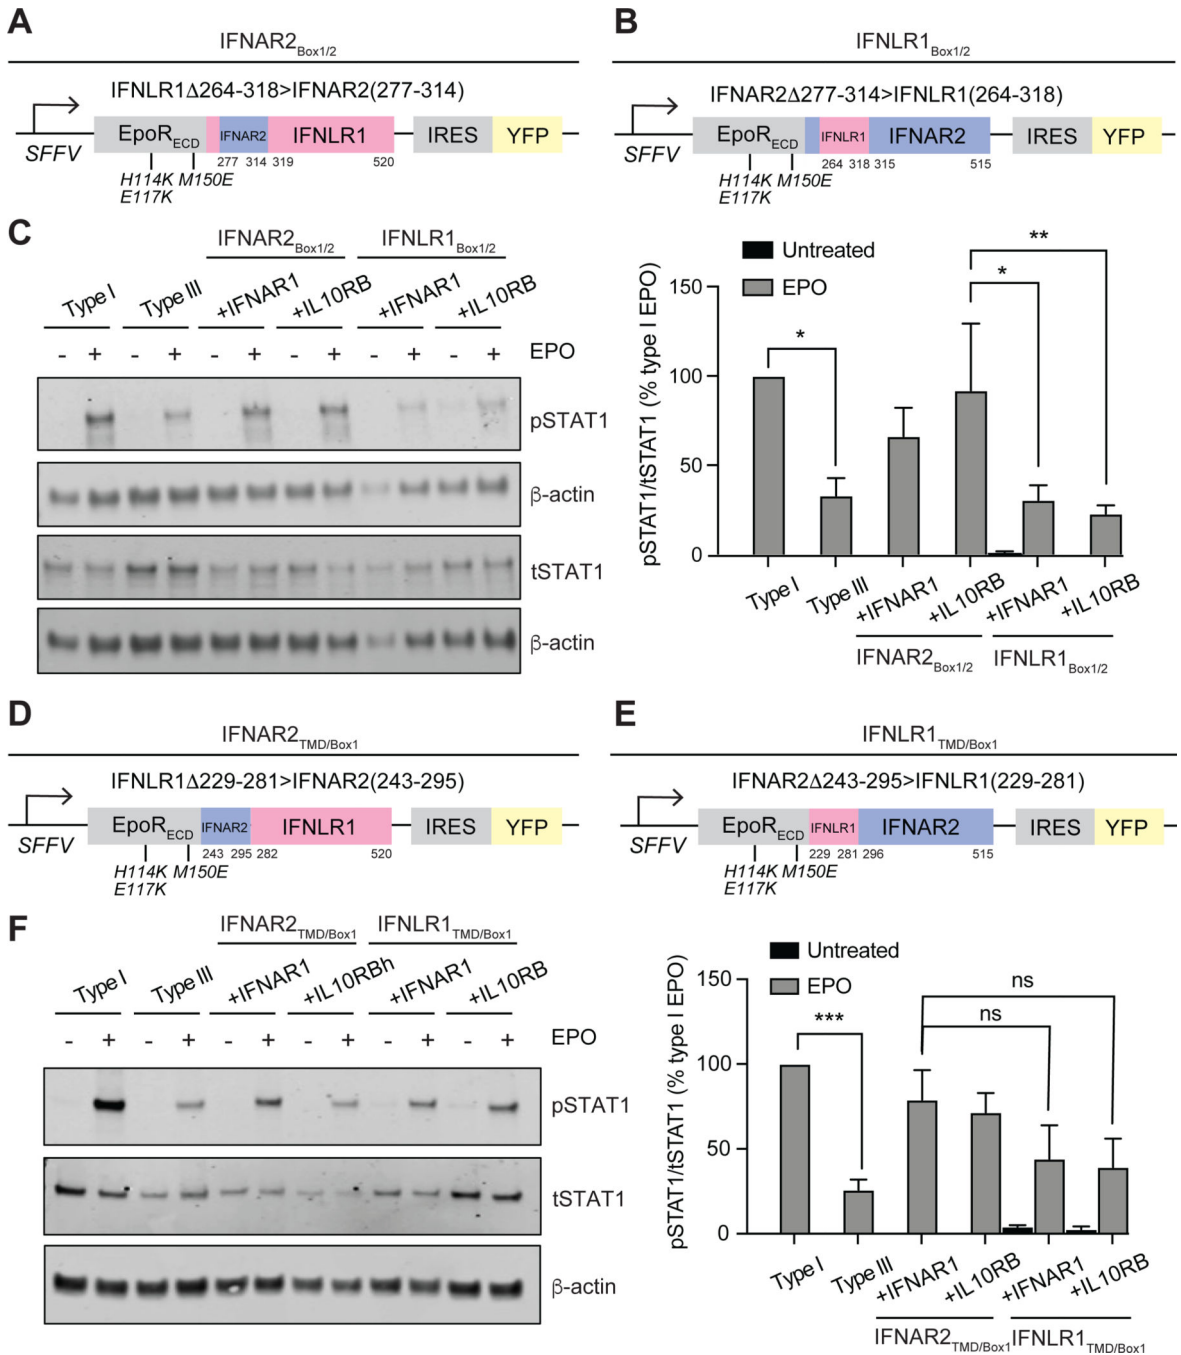 A
IFNAR2Box1/2
IFNLR1Δ264-318>IFNAR2(277-314)
EpoRECD IFNAR2 IFNLR1 IRES YFP
SFFV 277 314 319 520
H114K M150E
E117K
B
IFNLR1Box1/2
IFNAR2Δ277-314>IFNLR1(264-318)
EpoRECD IFNLR1 IFNAR2 IRES YFP
SFFV 264 318 315 515
H114K M150E
E117K
C
IFNAR2Box1/2 IFNLR1Box1/2
Type I Type III +IFNAR1 +IL10RB +IFNAR1 +IL10RB
- + - + - + - + - + - + EPO
pSTAT1
β-actin
tSTAT1
β-actin
Untreated
EPO
**
*
*
pSTAT1/tSTAT1 (% type I EPO)
150
100
50
0
Type I Type III +IFNAR1 +IL10RB +IFNAR1 +IL10RB
IFNAR2Box1/2 IFNLR1Box1/2
D
IFNAR2TMD/Box1
IFNLR1Δ229-281>IFNAR2(243-295)
EpoRECD IFNAR2 IFNLR1 IRES YFP
SFFV 243 295 282 520
H114K M150E
E117K
E
IFNLR1TMD/Box1
IFNAR2Δ243-295>IFNLR1(229-281)
EpoRECD IFNLR1 IFNAR2 IRES YFP
SFFV 229 281 296 515
H114K M150E
E117K
F
IFNAR2TMD/Box1 IFNLR1TMD/Box1
Type I Type III +IFNAR1 +IL10RBh +IFNAR1 +IL10RB
- + - + - + - + - + - + EPO
pSTAT1
tSTAT1
β-actin
Untreated
EPO
ns
ns
***
pSTAT1/tSTAT1 (% type I EPO)
150
100
50
0
Type I Type III +IFNAR1 +IL10RB +IFNAR1 +IL10RB
IFNAR2TMD/Box1 IFNLR1TMD/Box1